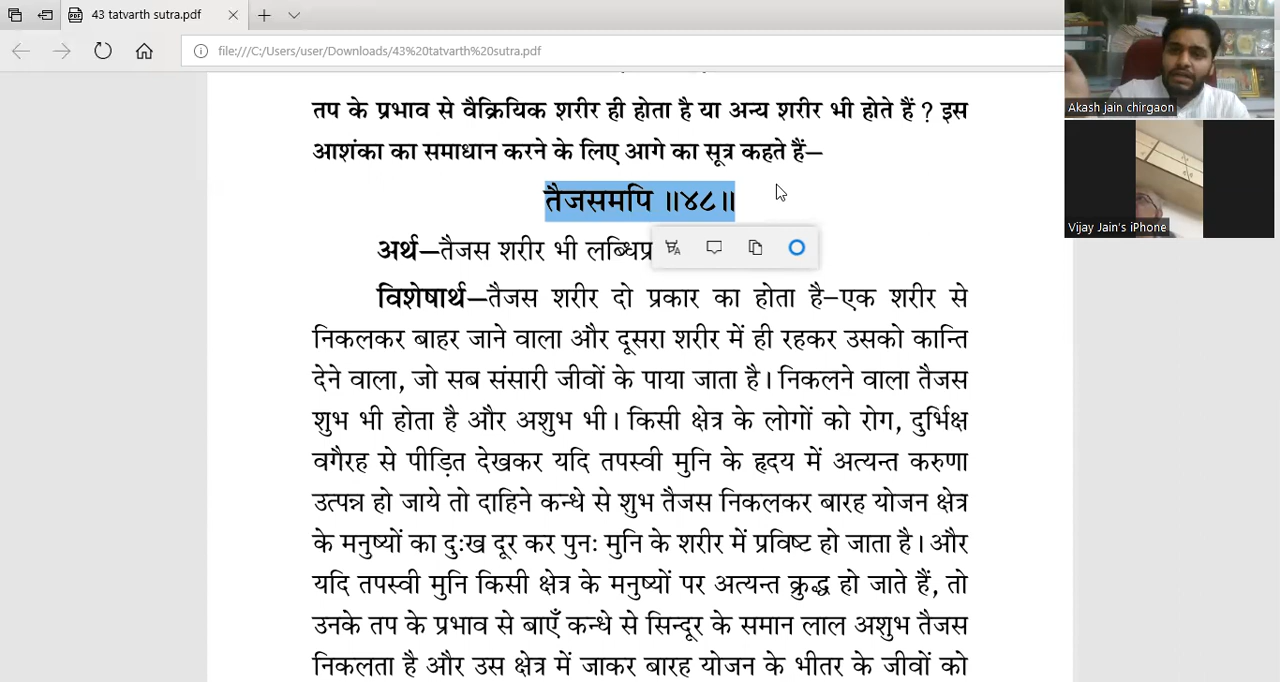 43 tatvarth sutra.pdf
file:///C:/Users/user/Downloads/43%20tatvarth%20sutra.pdf
Akash jain chirgaon
Vijay Jain's iPhone
तप के प्रभाव से वैक्रियिक शरीर ही होता है या अन्य शरीर भी होते हैं ? इस
आशंका का समाधान करने के लिए आगे का सूत्र कहते हैं–
तैजसमपि ॥४८॥
अर्थ–तैजस शरीर भी लब्धिप्र
विशेषार्थ–तैजस शरीर दो प्रकार का होता है–एक शरीर से
निकलकर बाहर जाने वाला और दूसरा शरीर में ही रहकर उसको कान्ति
देने वाला, जो सब संसारी जीवों के पाया जाता है। निकलने वाला तैजस
शुभ भी होता है और अशुभ भी। किसी क्षेत्र के लोगों को रोग, दुर्भिक्ष
वगैरह से पीड़ित देखकर यदि तपस्वी मुनि के हृदय में अत्यन्त करुणा
उत्पन्न हो जाये तो दाहिने कन्धे से शुभ तैजस निकलकर बारह योजन क्षेत्र
के मनुष्यों का दुःख दूर कर पुनः मुनि के शरीर में प्रविष्ट हो जाता है। और
यदि तपस्वी मुनि किसी क्षेत्र के मनुष्यों पर अत्यन्त क्रुद्ध हो जाते हैं, तो
उनके तप के प्रभाव से बाएँ कन्धे से सिन्दूर के समान लाल अशुभ तैजस
निकलता है और उस क्षेत्र में जाकर बारह योजन के भीतर के जीवों को